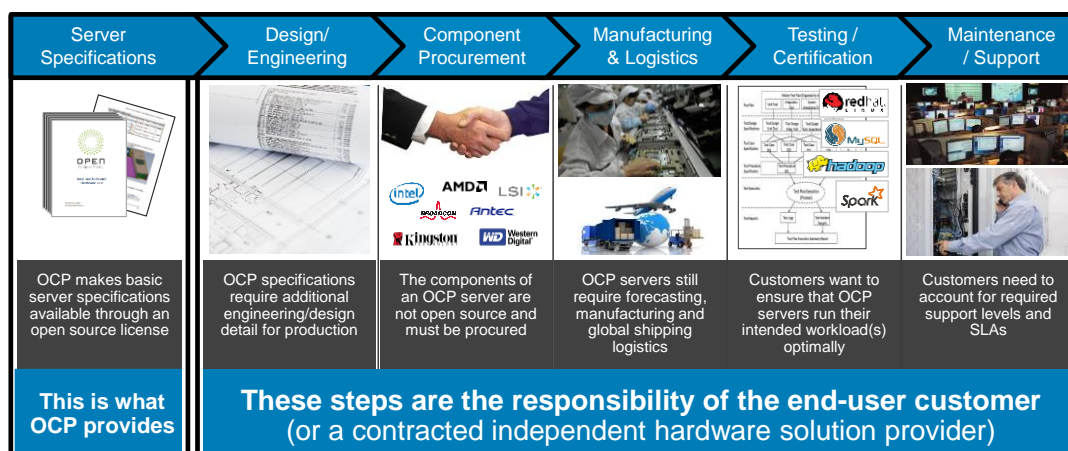 Server
Specifications
Design/
Engineering
Component
Procurement
Manufacturing
& Logistics
Testing /
Certification
Maintenance
/ Support
OPEN
intel
AMD
LSI
BROADCOM
Antec
Kingston
WD Western
Digital
redhat
LINUX
MySQL
hadoop
Spark
OCP makes basic
server specifications
available through an
open source license
OCP specifications
require additional
engineering/design
detail for production
The components of
an OCP server are
not open source and
must be procured
OCP servers still
require forecasting,
manufacturing and
global shipping
logistics
Customers want to
ensure that OCP
servers run their
intended workload(s)
optimally
Customers need to
account for required
support levels and
SLAs
This is what
OCP provides
These steps are the responsibility of the end-user customer
(or a contracted independent hardware solution provider)